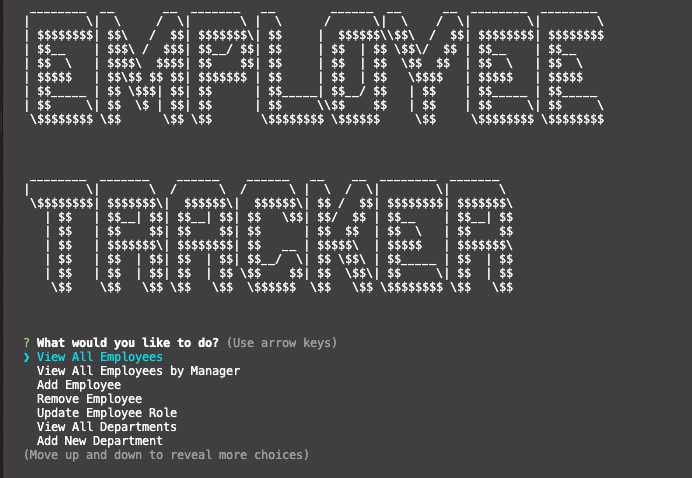 EMPLOYEE
TRACKER
? What would you like to do? (Use arrow keys)
❯ View All Employees
View All Employees by Manager
Add Employee
Remove Employee
Update Employee Role
View All Departments
Add New Department
(Move up and down to reveal more choices)